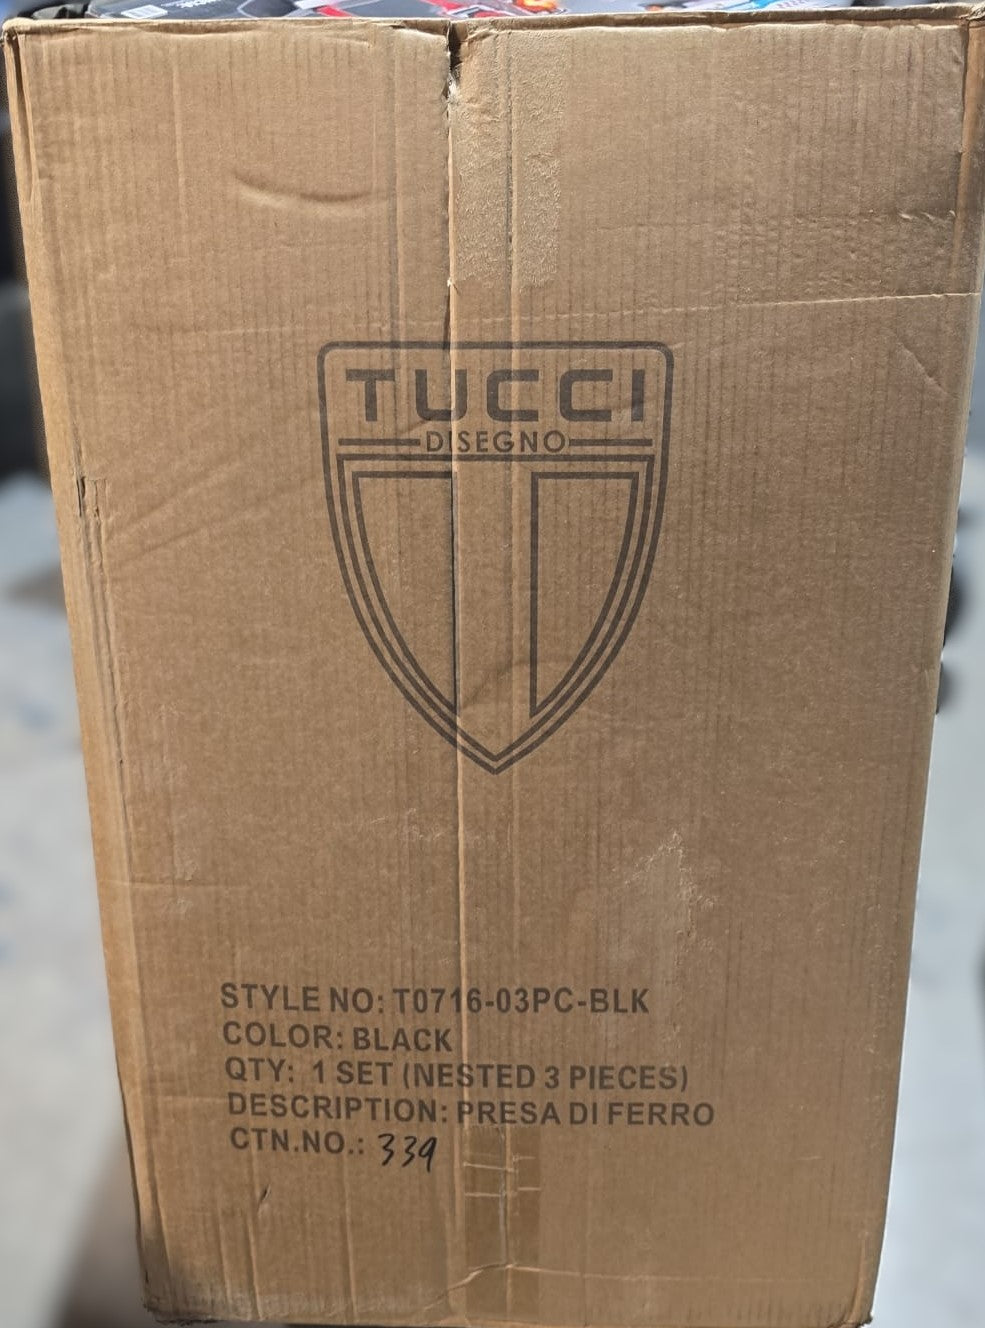 TUCCI
DISEGNO
STYLE NO: T0716-03PC-BLK
COLOR: BLACK
QTY: 1 SET (NESTED 3 PIECES)
DESCRIPTION: PRESA DI FERRO
CTN.NO.: 339